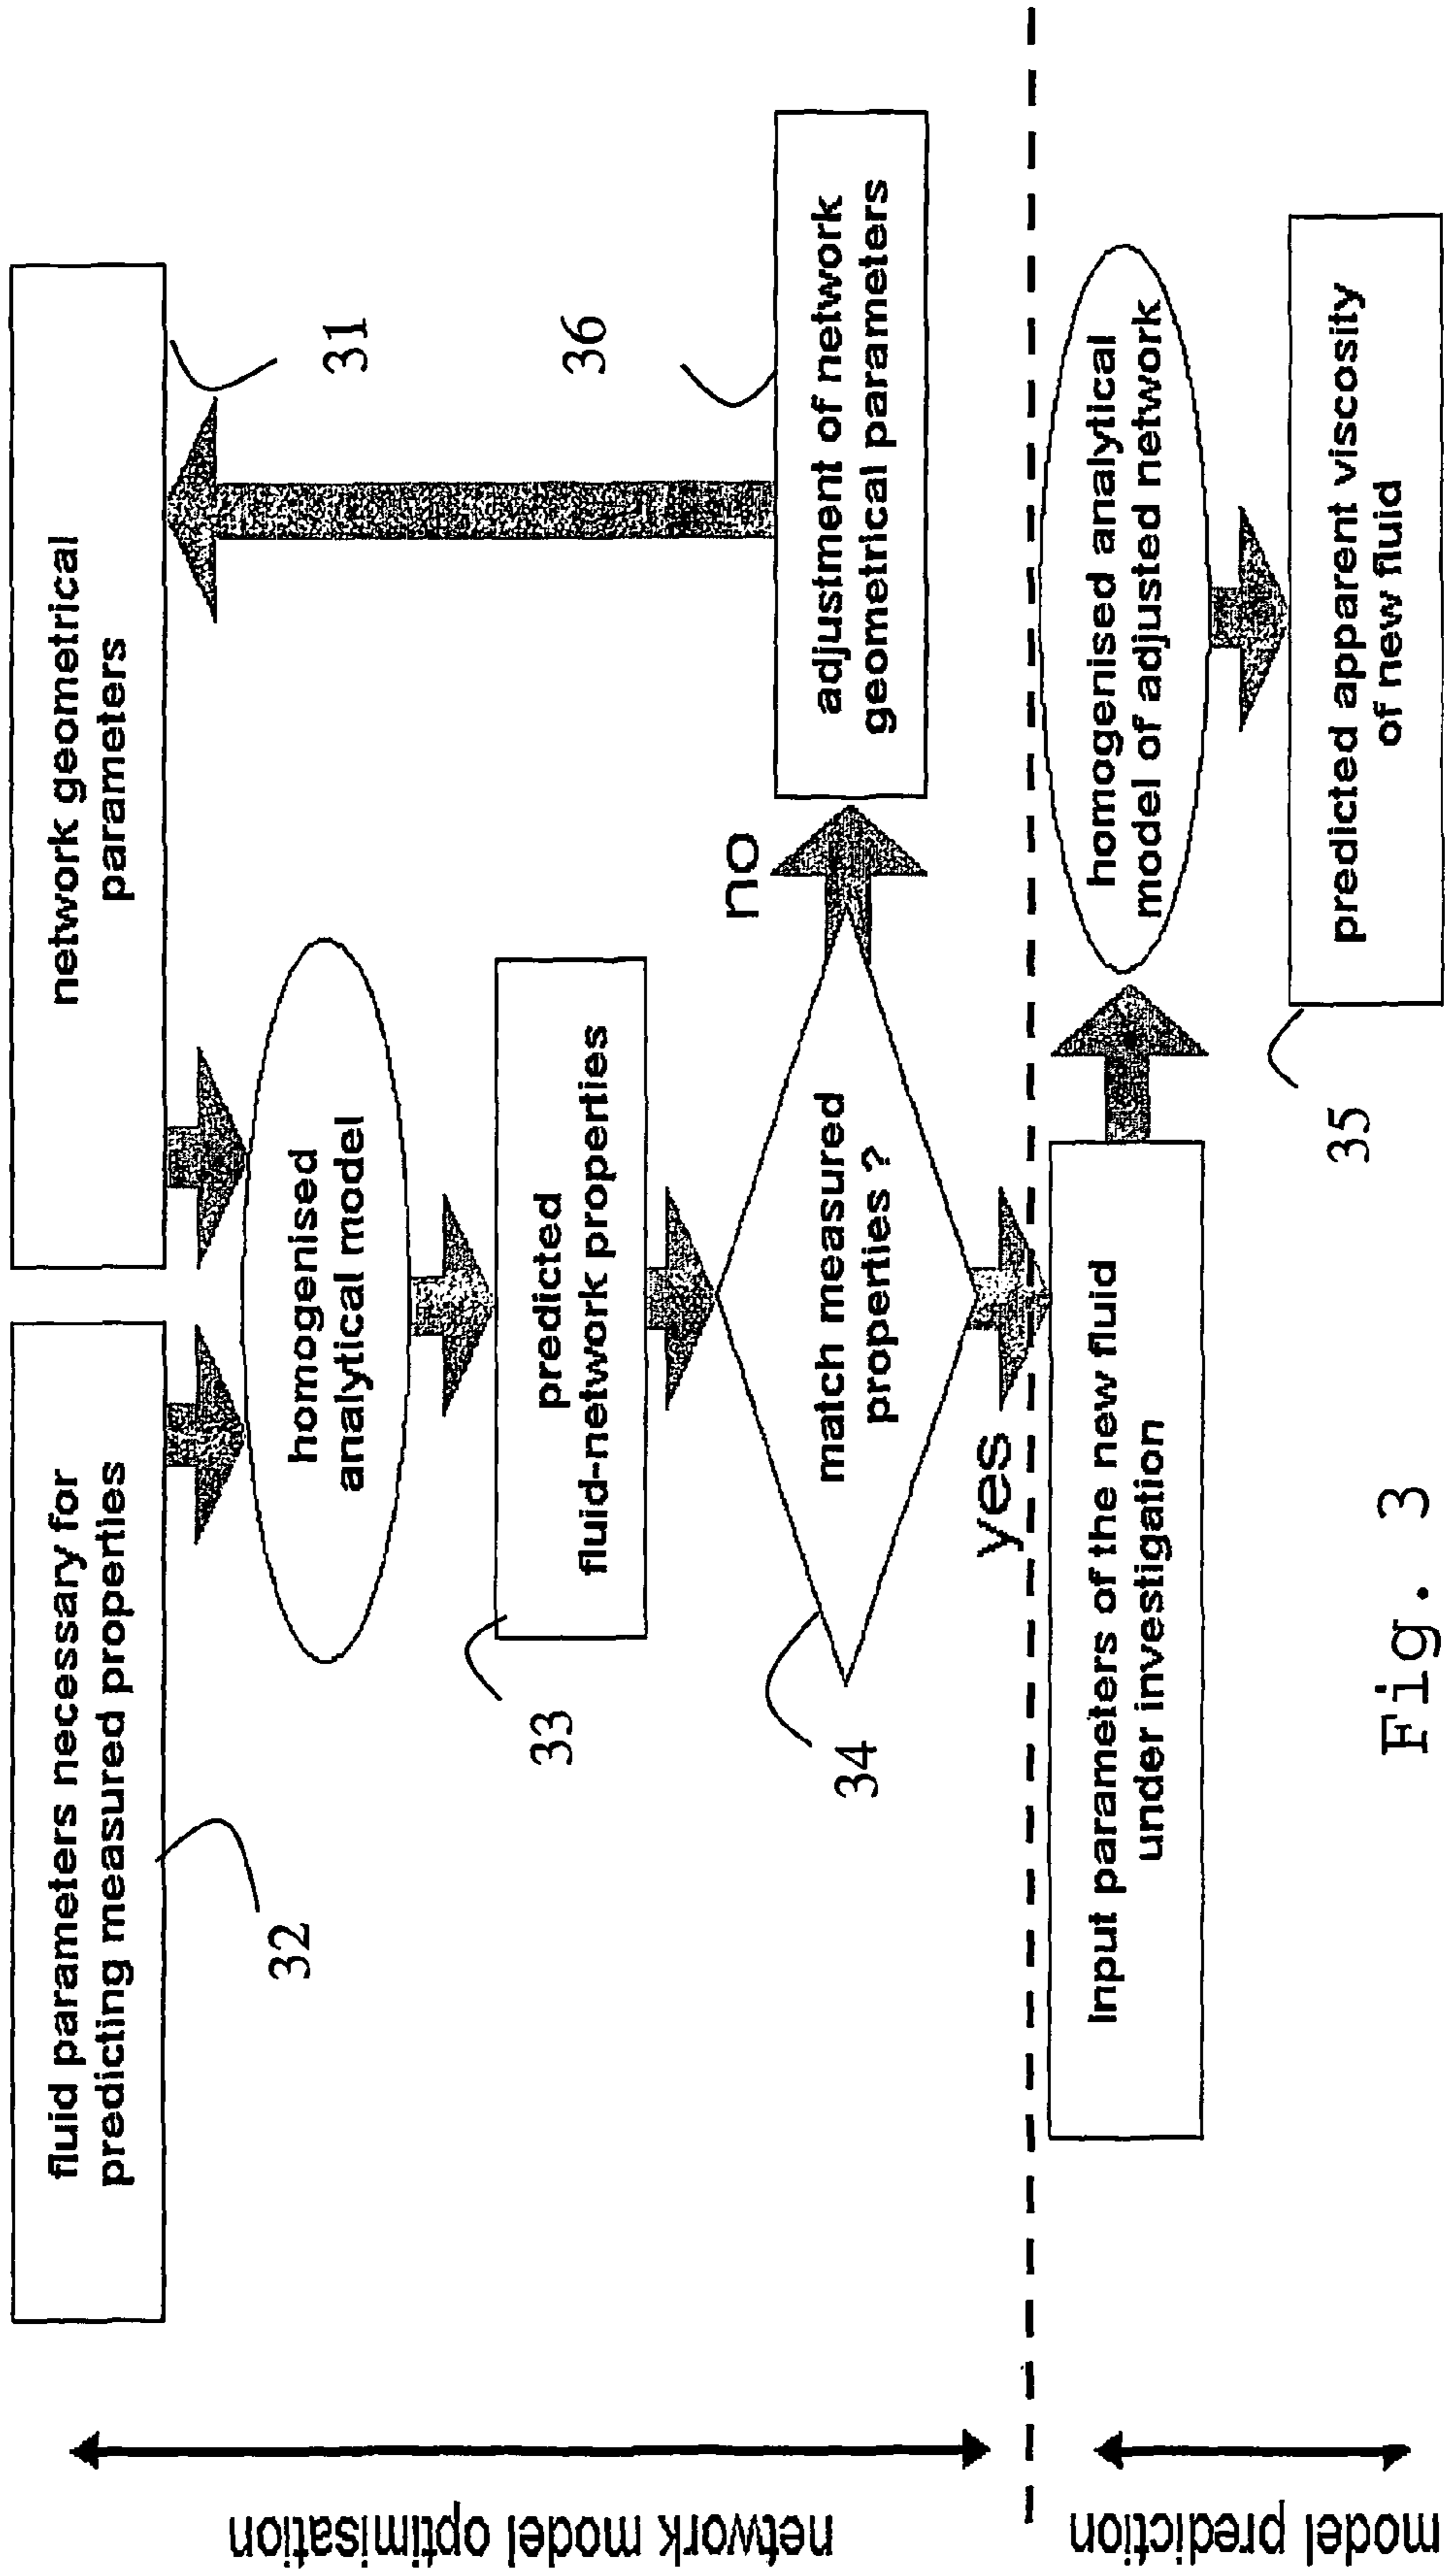 fluid parameters necessary for
predicting measured properties
32
network geometrical
parameters
31
homogenised
analytical model
predicted
fluid-network properties
33
match measured
properties ?
34
no
adjustment of network
geometrical parameters
36
yes
Input parameters of the new fluid
under investigation
homogenised analytical
model of adjusted network
predicted apparent viscosity
of new fluid
35
network model optimisation
model prediction
Fig. 3